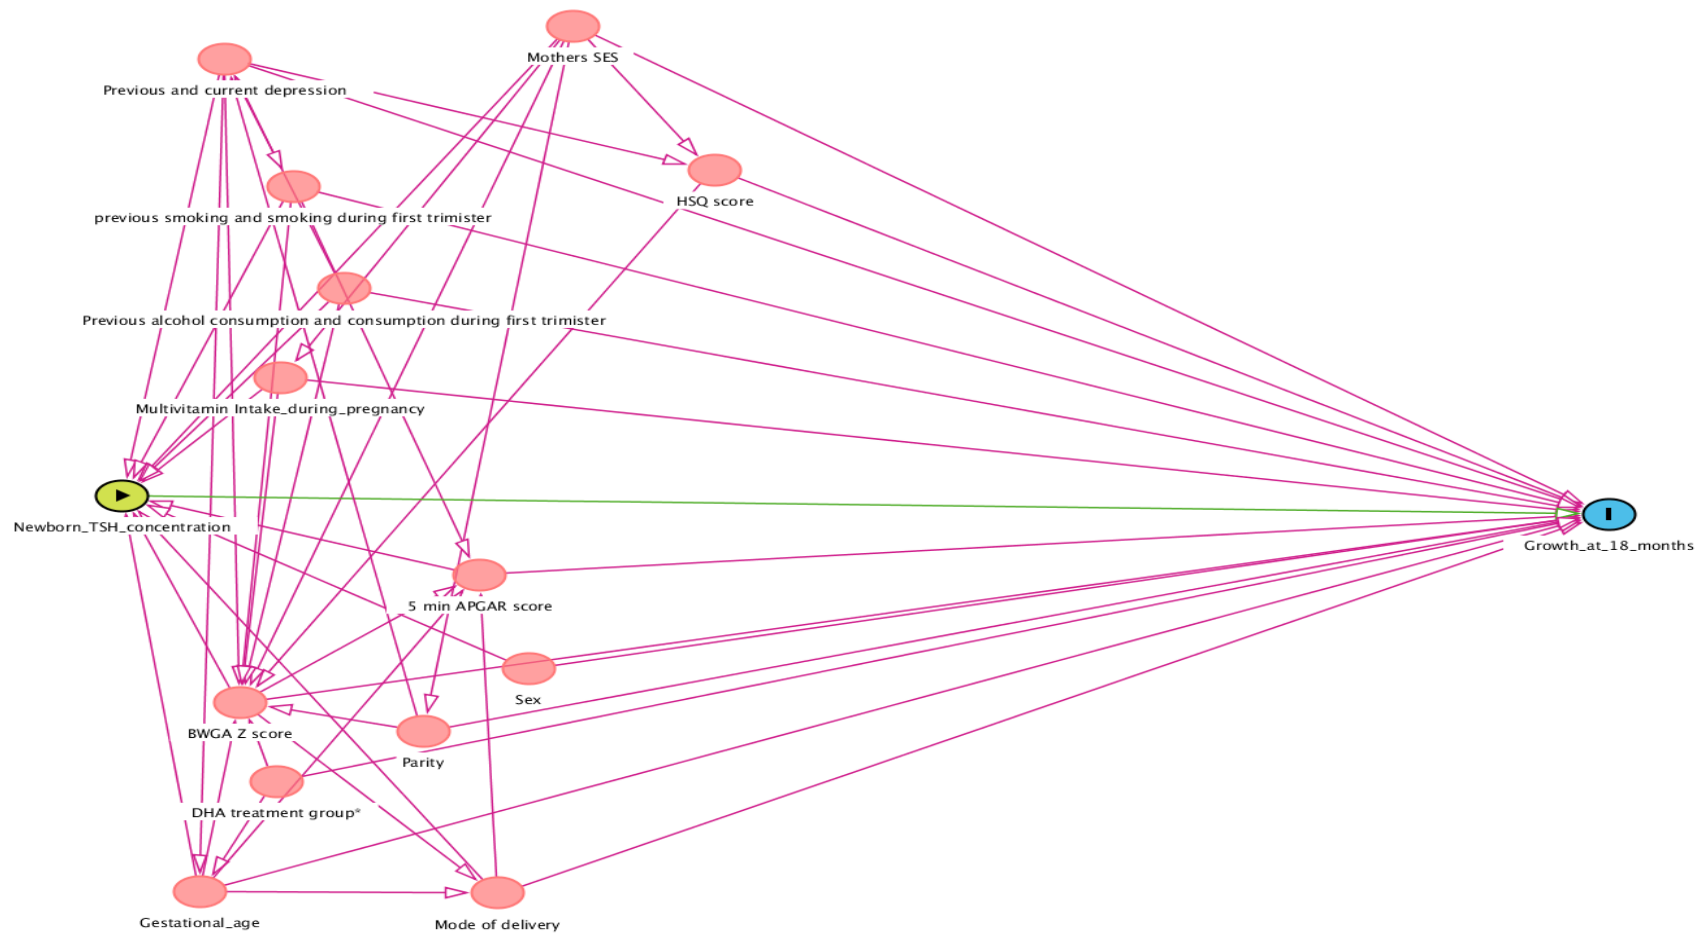 Mothers SES
Previous and current depression
HSQ score
previous smoking and smoking during first trimister
Previous alcohol consumption and consumption during first trimister
Multivitamin Intake_during_pregnancy
Newborn_TSH_concentration
Growth_at_18_months
5 min APGAR score
Sex
BWGA Z score
Parity
DHA treatment group*
Gestational_age
Mode of delivery